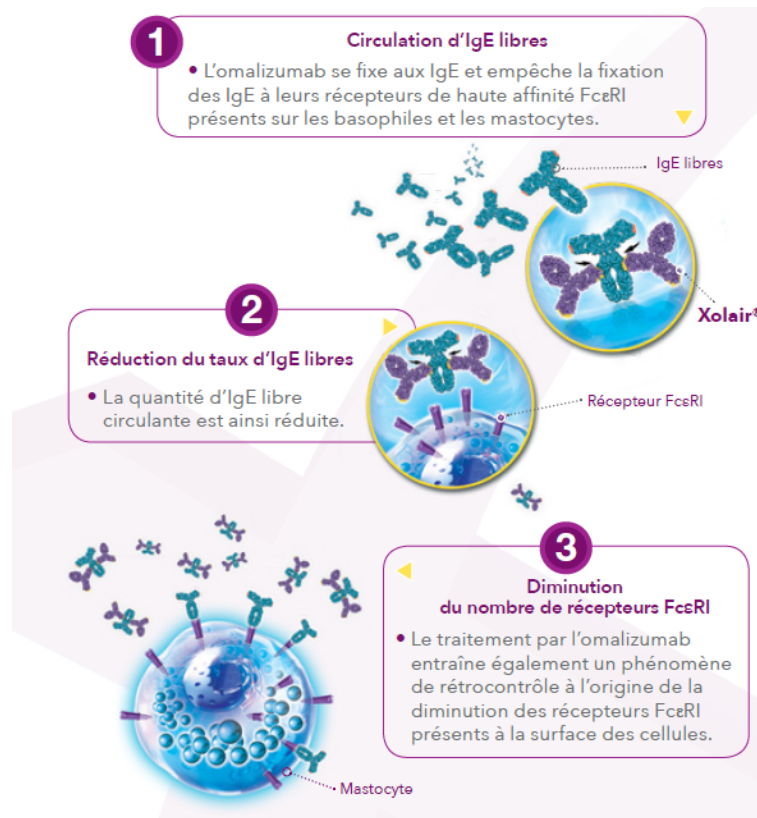 1
Circulation d'IgE libres
• L'omalizumab se fixe aux IgE et empêche la fixation
des IgE à leurs récepteurs de haute affinité FcεRI
présents sur les basophiles et les mastocytes.
IgE libres
Xolair®
2
Réduction du taux d'IgE libres
• La quantité d'IgE libre
circulante est ainsi réduite.
Récepteur FcεRI
3
Diminution
du nombre de récepteurs FcεRI
• Le traitement par l'omalizumab
entraîne également un phénomène
de rétrocontrôle à l'origine de la
diminution des récepteurs FcεRI
présents à la surface des cellules.
Mastocyte